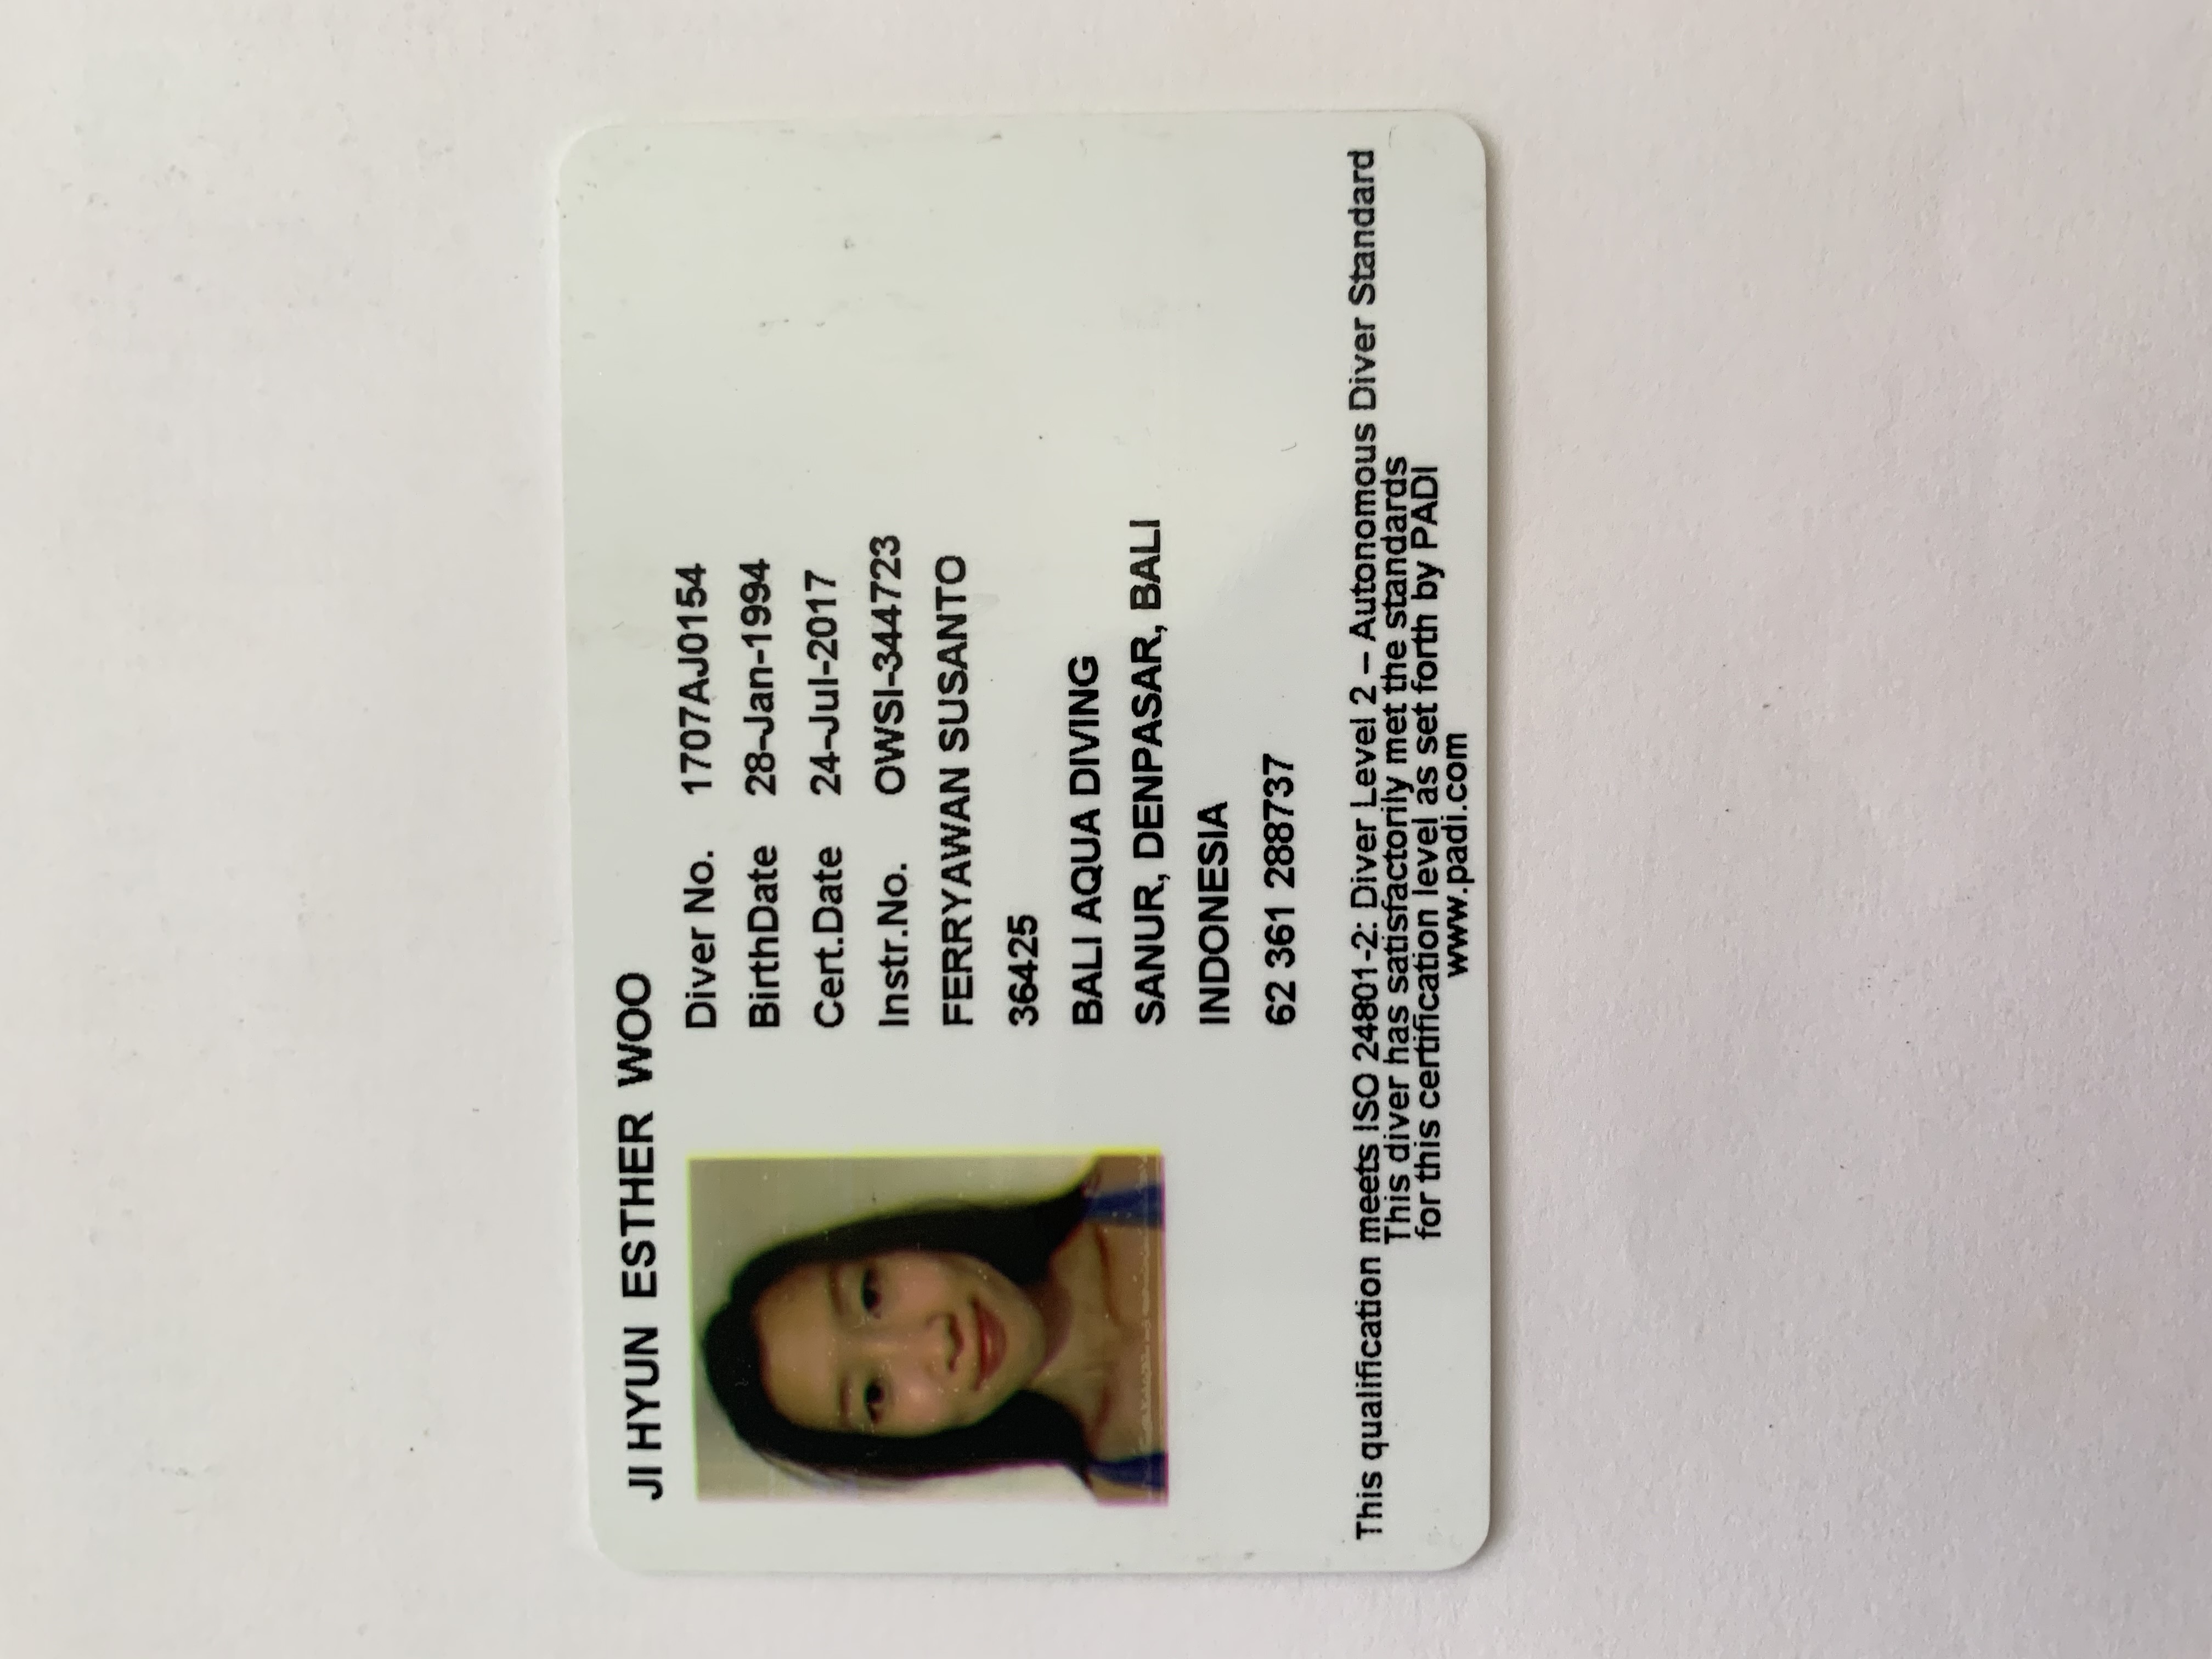 JI HYUN ESTHER WOO
Diver No. 1707AJ0154
BirthDate 28-Jan-1994
Cert.Date 24-Jul-2017
Instr.No. OWSI-344723
FERRYAWAN SUSANTO
36425
BALI AQUA DIVING
SANUR, DENPASAR, BALI
INDONESIA
62 361 288737
This qualification meets ISO 24801-2: Diver Level 2 – Autonomous Diver Standard
This diver has satisfactorily met the standards
for this certification level as set forth by PADI
www.padi.com